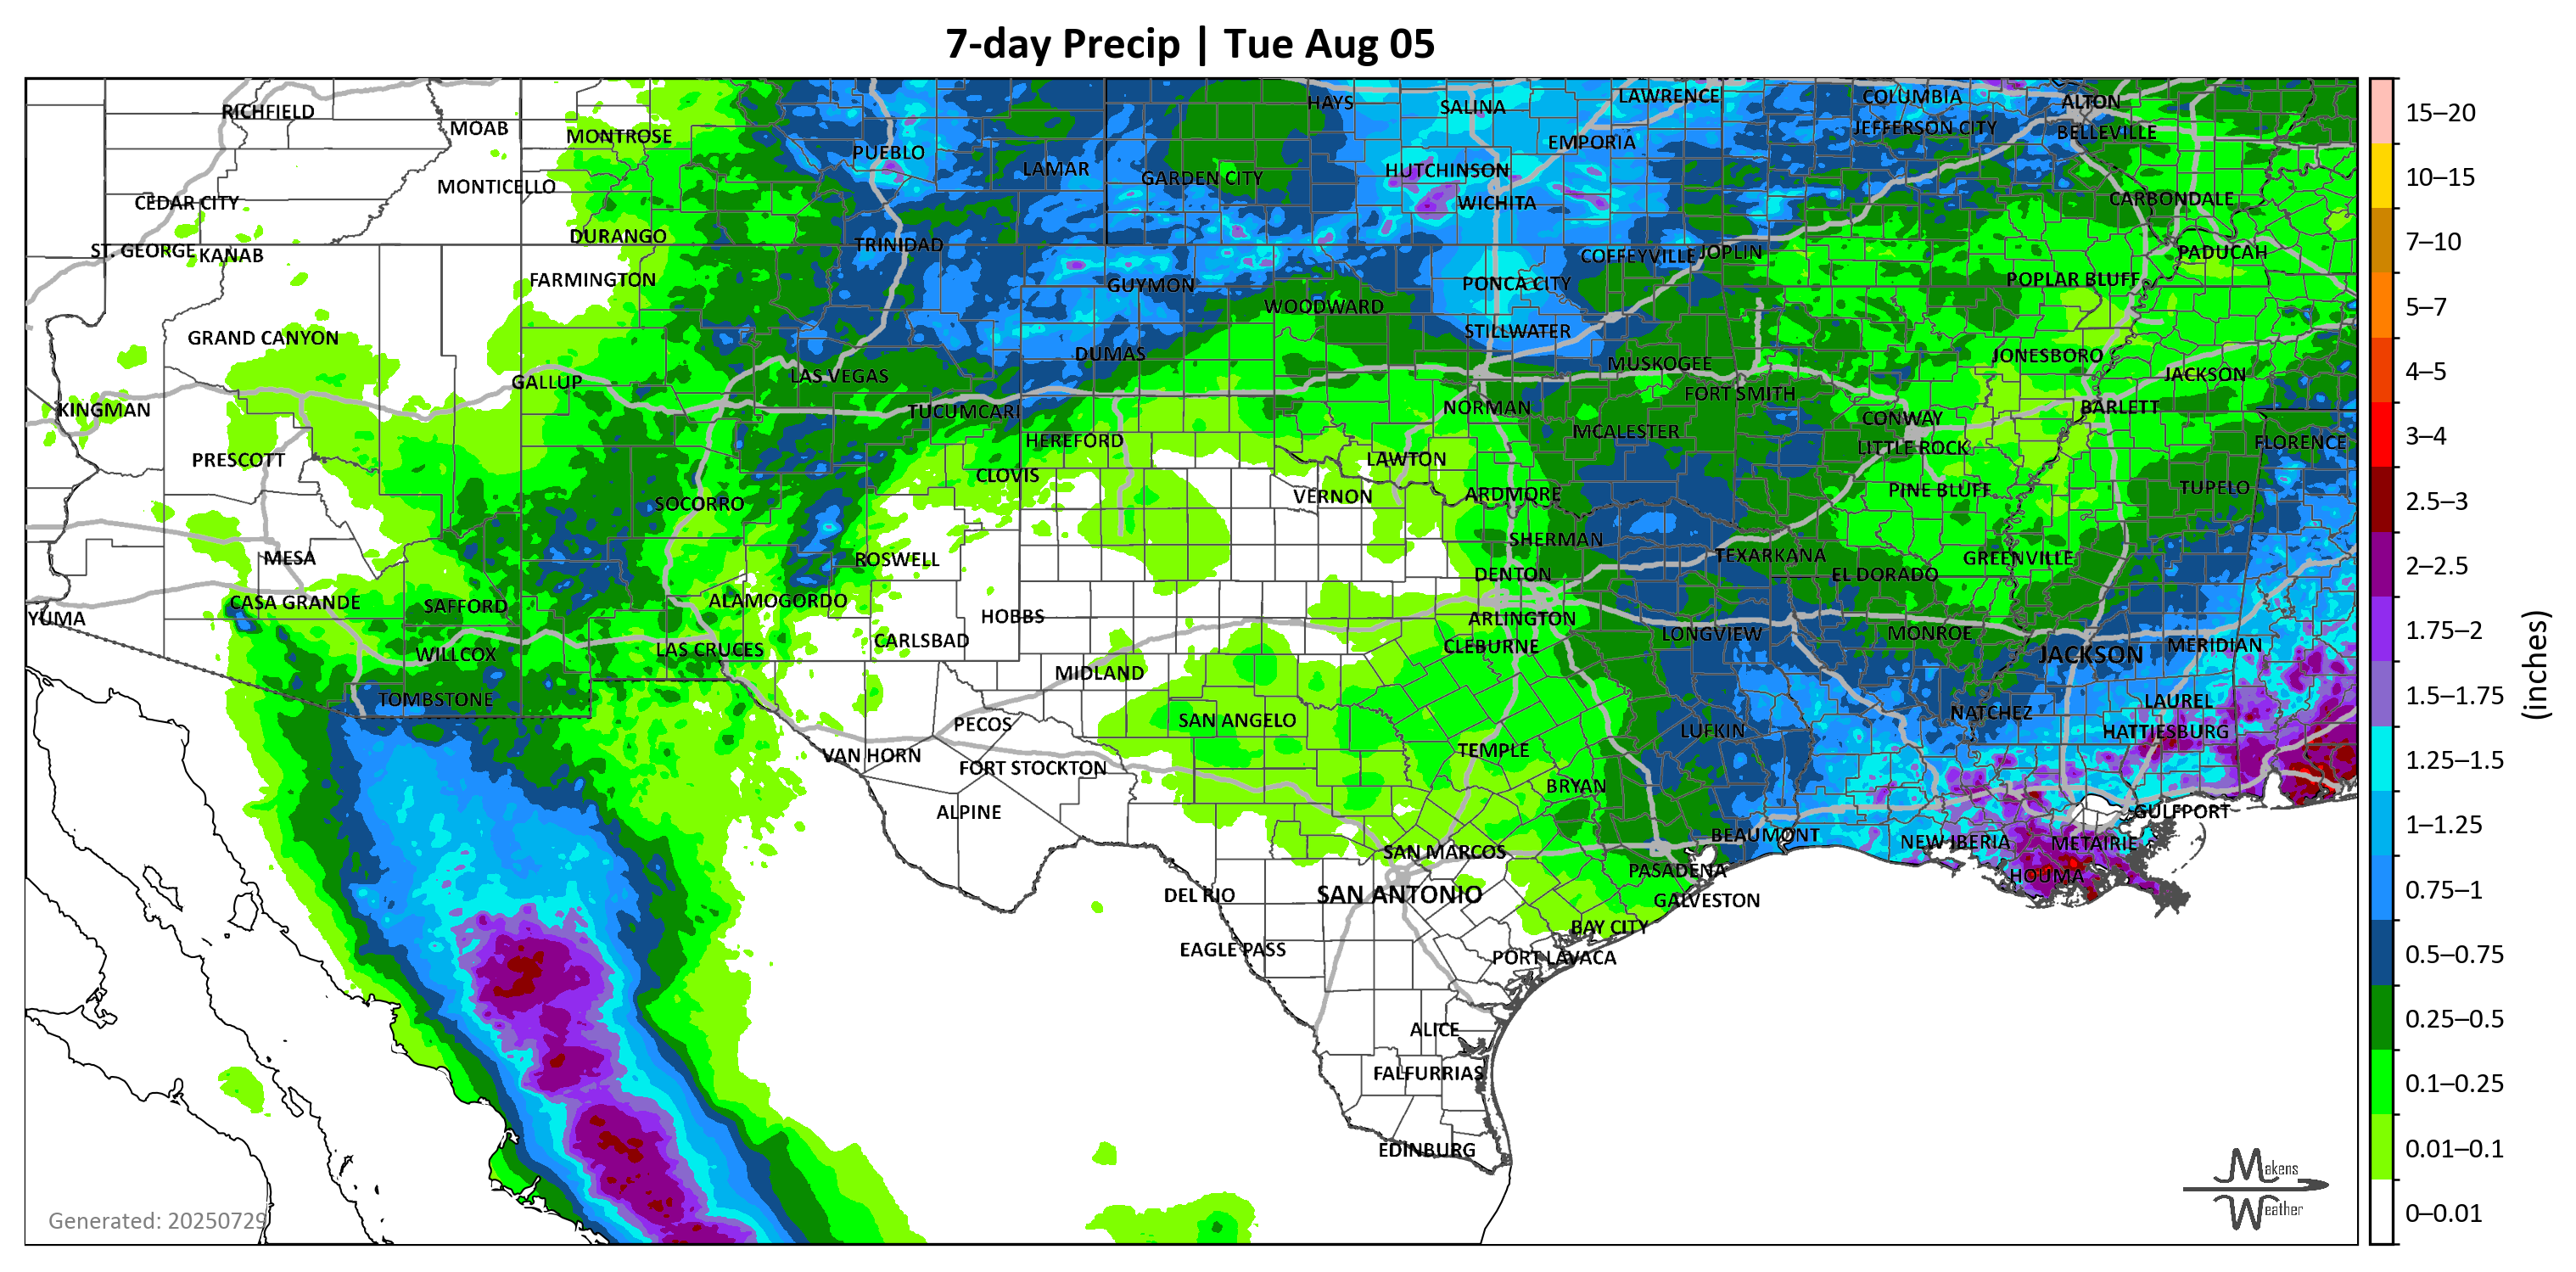 7-day Precip | Tue Aug 05
RICHFIELD
MOAB
MONTROSE
PUEBLO
LAMAR
HAYS
SALINA
LAWRENCE
COLUMBIA
ALTON
JEFFERSON CITY
BELLEVILLE
EMPORIA
HUTCHINSON
GARDEN CITY
MONTICELLO
CEDAR CITY
WICHITA
CARBONDALE
DURANGO
TRINIDAD
ST. GEORGE
KANAB
COFFEYVILLE
JOPLIN
PADUCAH
FARMINGTON
GUYMON
PONCA CITY
POPLAR BLUFF
WOODWARD
GRAND CANYON
STILLWATER
DUMAS
JONESBORO
MUSKOGEE
GALLUP
LAS VEGAS
JACKSON
FORT SMITH
KINGMAN
TUCUMCARI
NORMAN
BARLETT
CONWAY
HEREFORD
MCALESTER
LITTLE ROCK
FLORENCE
PRESCOTT
LAWTON
CLOVIS
SOCORRO
VERNON
ARDMORE
PINE BLUFF
TUPELO
MESA
ROSWELL
SHERMAN
TEXARKANA
GREENVILLE
DENTON
EL DORADO
CASA GRANDE
SAFFORD
ALAMOGORDO
YUMA
HOBBS
ARLINGTON
LONGVIEW
MONROE
CARLSBAD
CLEBURNE
MERIDIAN
WILLCOX
LAS CRUCES
JACKSON
MIDLAND
TOMBSTONE
LAUREL
PECOS
SAN ANGELO
NATCHEZ
LUFKIN
HATTIESBURG
VAN HORN
FORT STOCKTON
TEMPLE
BRYAN
ALPINE
GULFPORT
BEAUMONT
NEW IBERIA
METAIRIE
SAN MARCOS
PASADENA
HOUMA
DEL RIO
SAN ANTONIO
GALVESTON
BAY CITY
EAGLE PASS
PORT LAVACA
ALICE
FALFURRIAS
EDINBURG
Generated: 20250729
Makens
Weather
15–20
10–15
7–10
5–7
4–5
3–4
2.5–3
2–2.5
1.75–2
1.5–1.75
1.25–1.5
1–1.25
0.75–1
0.5–0.75
0.25–0.5
0.1–0.25
0.01–0.1
0–0.01
(inches)